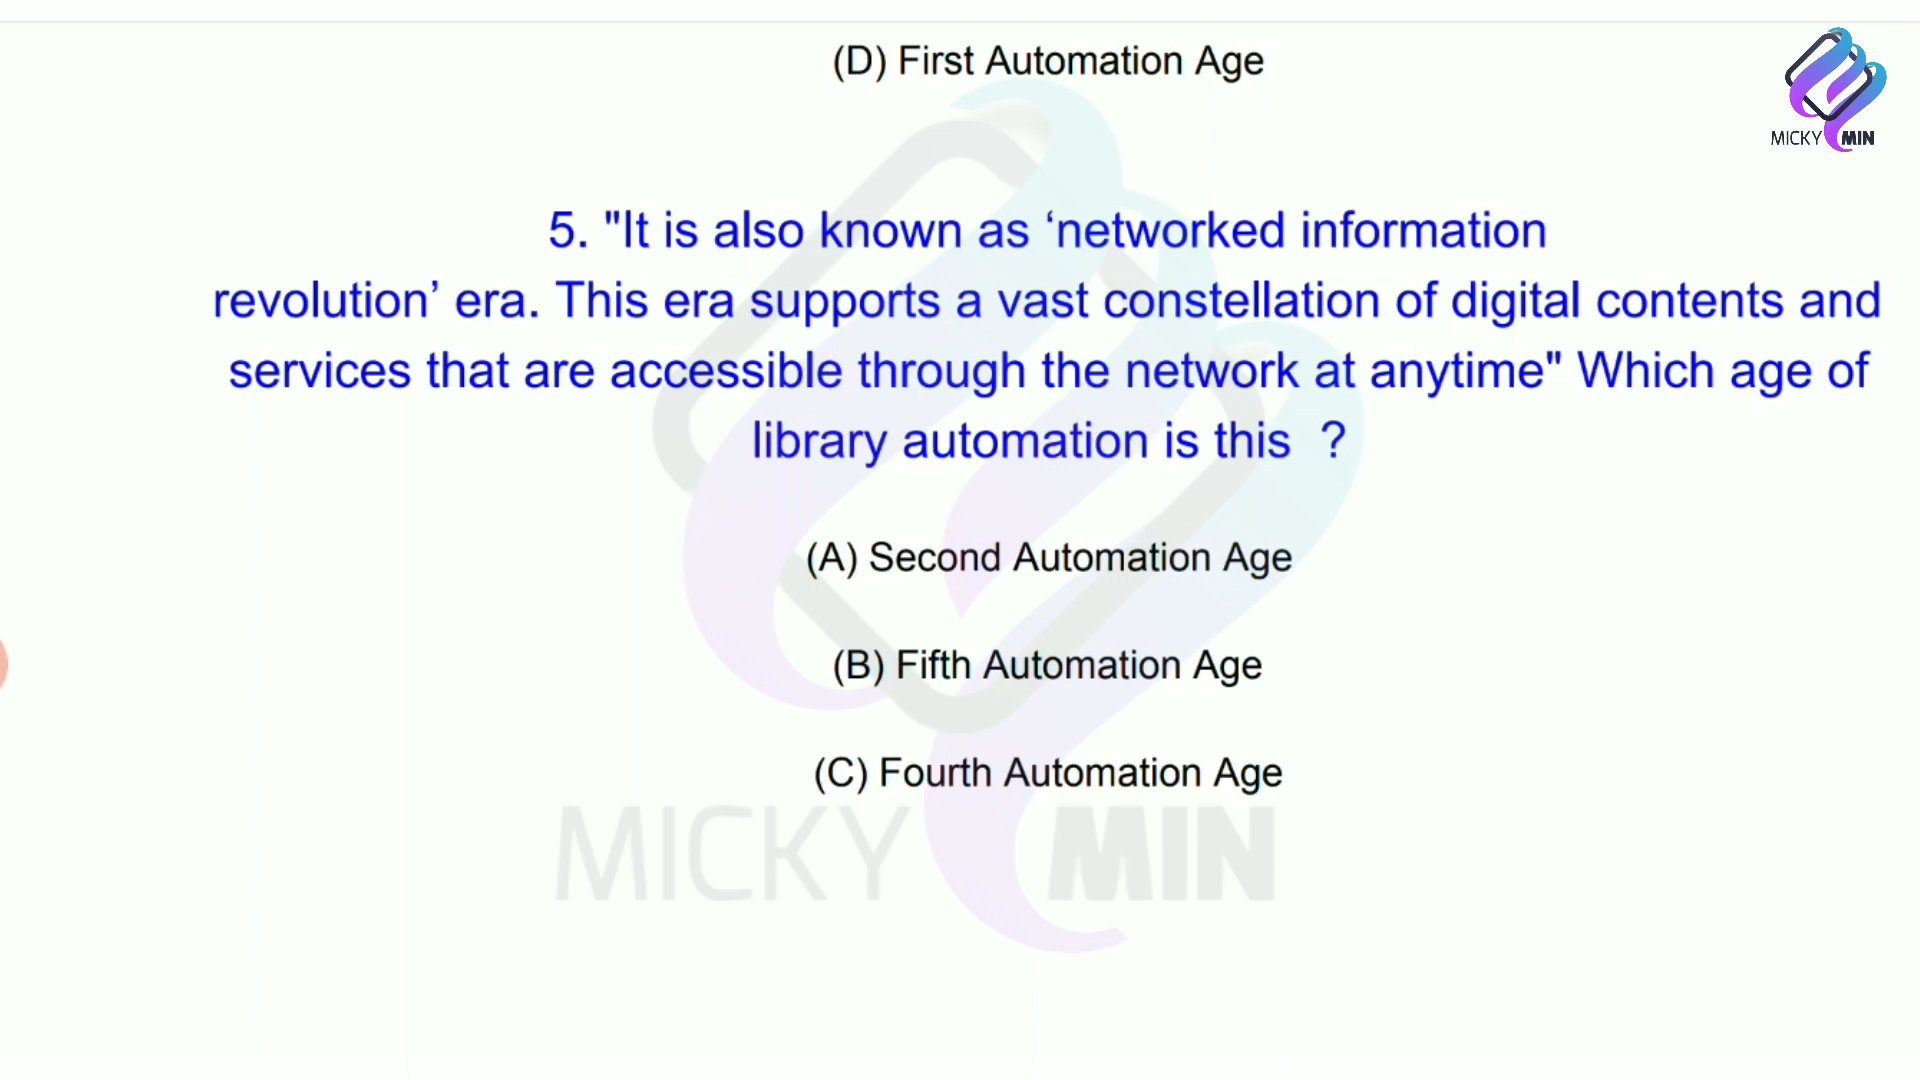 (D) First Automation Age
MICKY MIN
5. "It is also known as ‘networked information
revolution’ era. This era supports a vast constellation of digital contents and
services that are accessible through the network at anytime" Which age of
library automation is this ?
(A) Second Automation Age
(B) Fifth Automation Age
(C) Fourth Automation Age
MICKY MIN